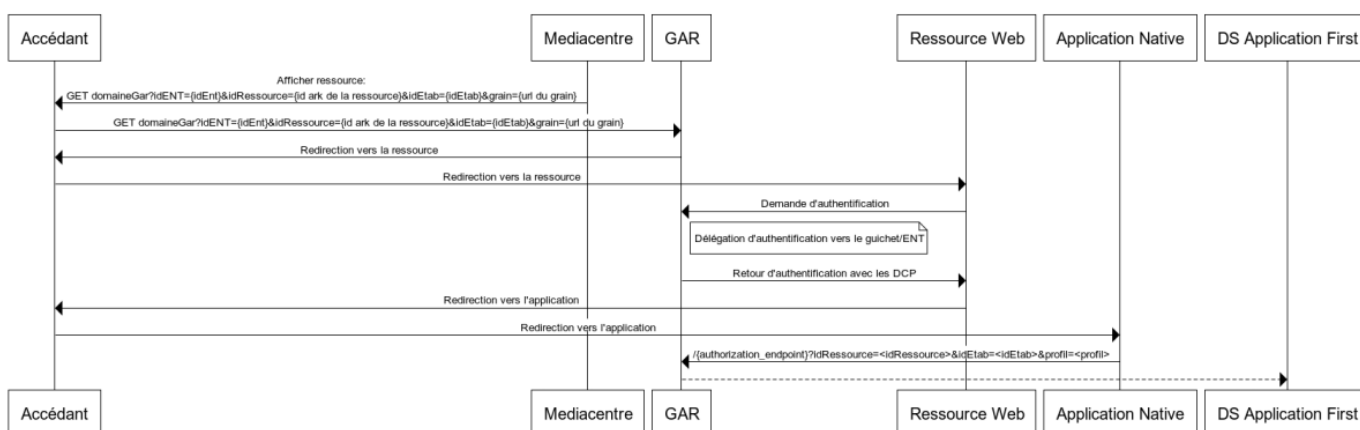 Accédant
Mediacentre
GAR
Ressource Web
Application Native
DS Application First
Afficher ressource:
GET domaineGar?idENT={idEnt}&idRessource={id ark de la ressource}&idEtab={idEtab}&grain={url du grain}
GET domaineGar?idENT={idEnt}&idRessource={id ark de la ressource}&idEtab={idEtab}&grain={url du grain}
Redirection vers la ressource
Redirection vers la ressource
Demande d'authentification
Délégation d'authentification vers le guichet/ENT
Retour d'authentification avec les DCP
Redirection vers l'application
Redirection vers l'application
/{authorization_endpoint}?idRessource=<idRessource>&idEtab=<idEtab>&profil=<profil>
Accédant
Mediacentre
GAR
Ressource Web
Application Native
DS Application First